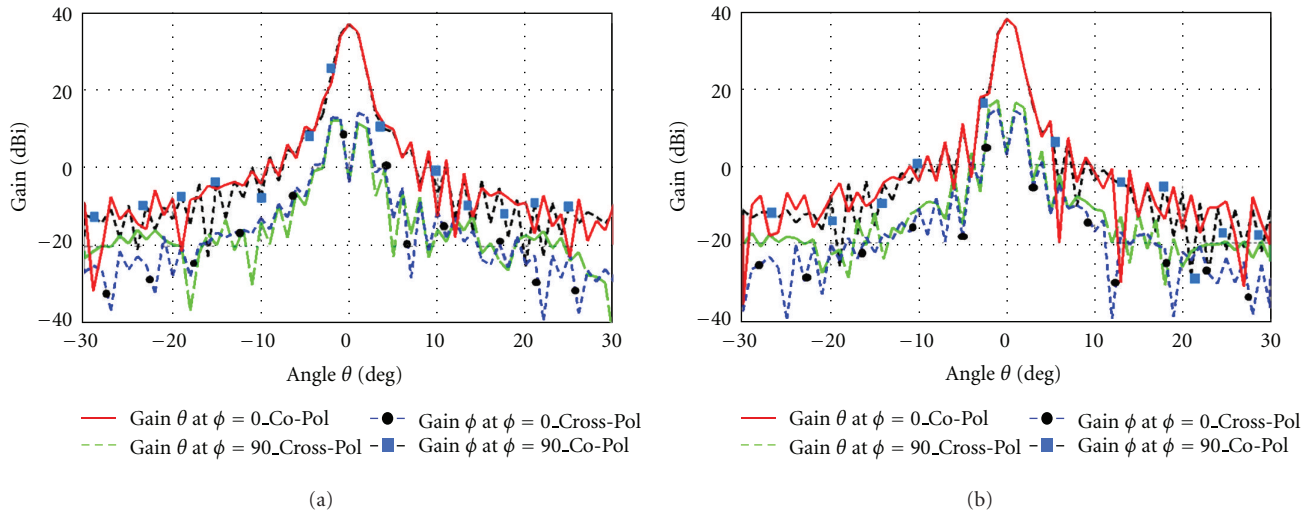 40
20
0
−20
−40
Gain (dBi)
−30 −20 −10 0 10 20 30
Angle θ (deg)
Gain θ at ϕ = 0_Co-Pol
Gain θ at ϕ = 90_Cross-Pol
Gain ϕ at ϕ = 0_Cross-Pol
Gain ϕ at ϕ = 90_Co-Pol
(a)
40
20
0
−20
−40
Gain (dBi)
−30 −20 −10 0 10 20 30
Angle θ (deg)
Gain θ at ϕ = 0_Co-Pol
Gain θ at ϕ = 90_Cross-Pol
Gain ϕ at ϕ = 0_Cross-Pol
Gain ϕ at ϕ = 90_Co-Pol
(b)